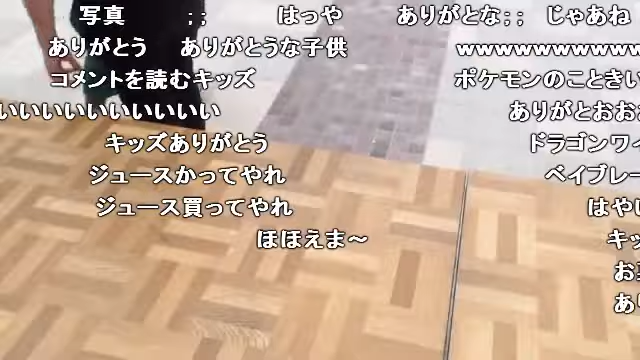 写真 ；； はっや ありがとな；； じゃあね
ありがとう ありがとうな子供 wwwwwwwwwww
コメントを読むキッズ ポケモンのこときい
いいいいいいいいいい ありがとおお
キッズありがとう ドラゴンワイ
ジュースかってやれ ベイブレー
ジュース買ってやれ はやい
ほほえま～ キッ
お
あり